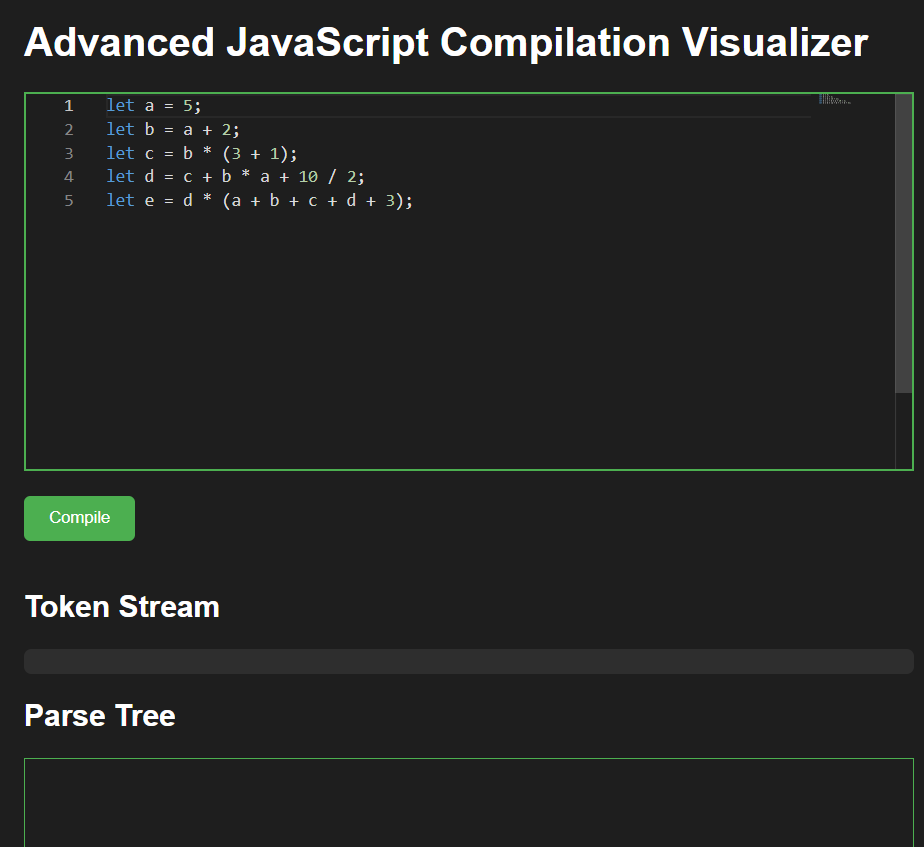 Advanced JavaScript Compilation Visualizer
1 let a = 5;
2 let b = a + 2;
3 let c = b * (3 + 1);
4 let d = c + b * a + 10 / 2;
5 let e = d * (a + b + c + d + 3);
Compile
Token Stream
Parse Tree